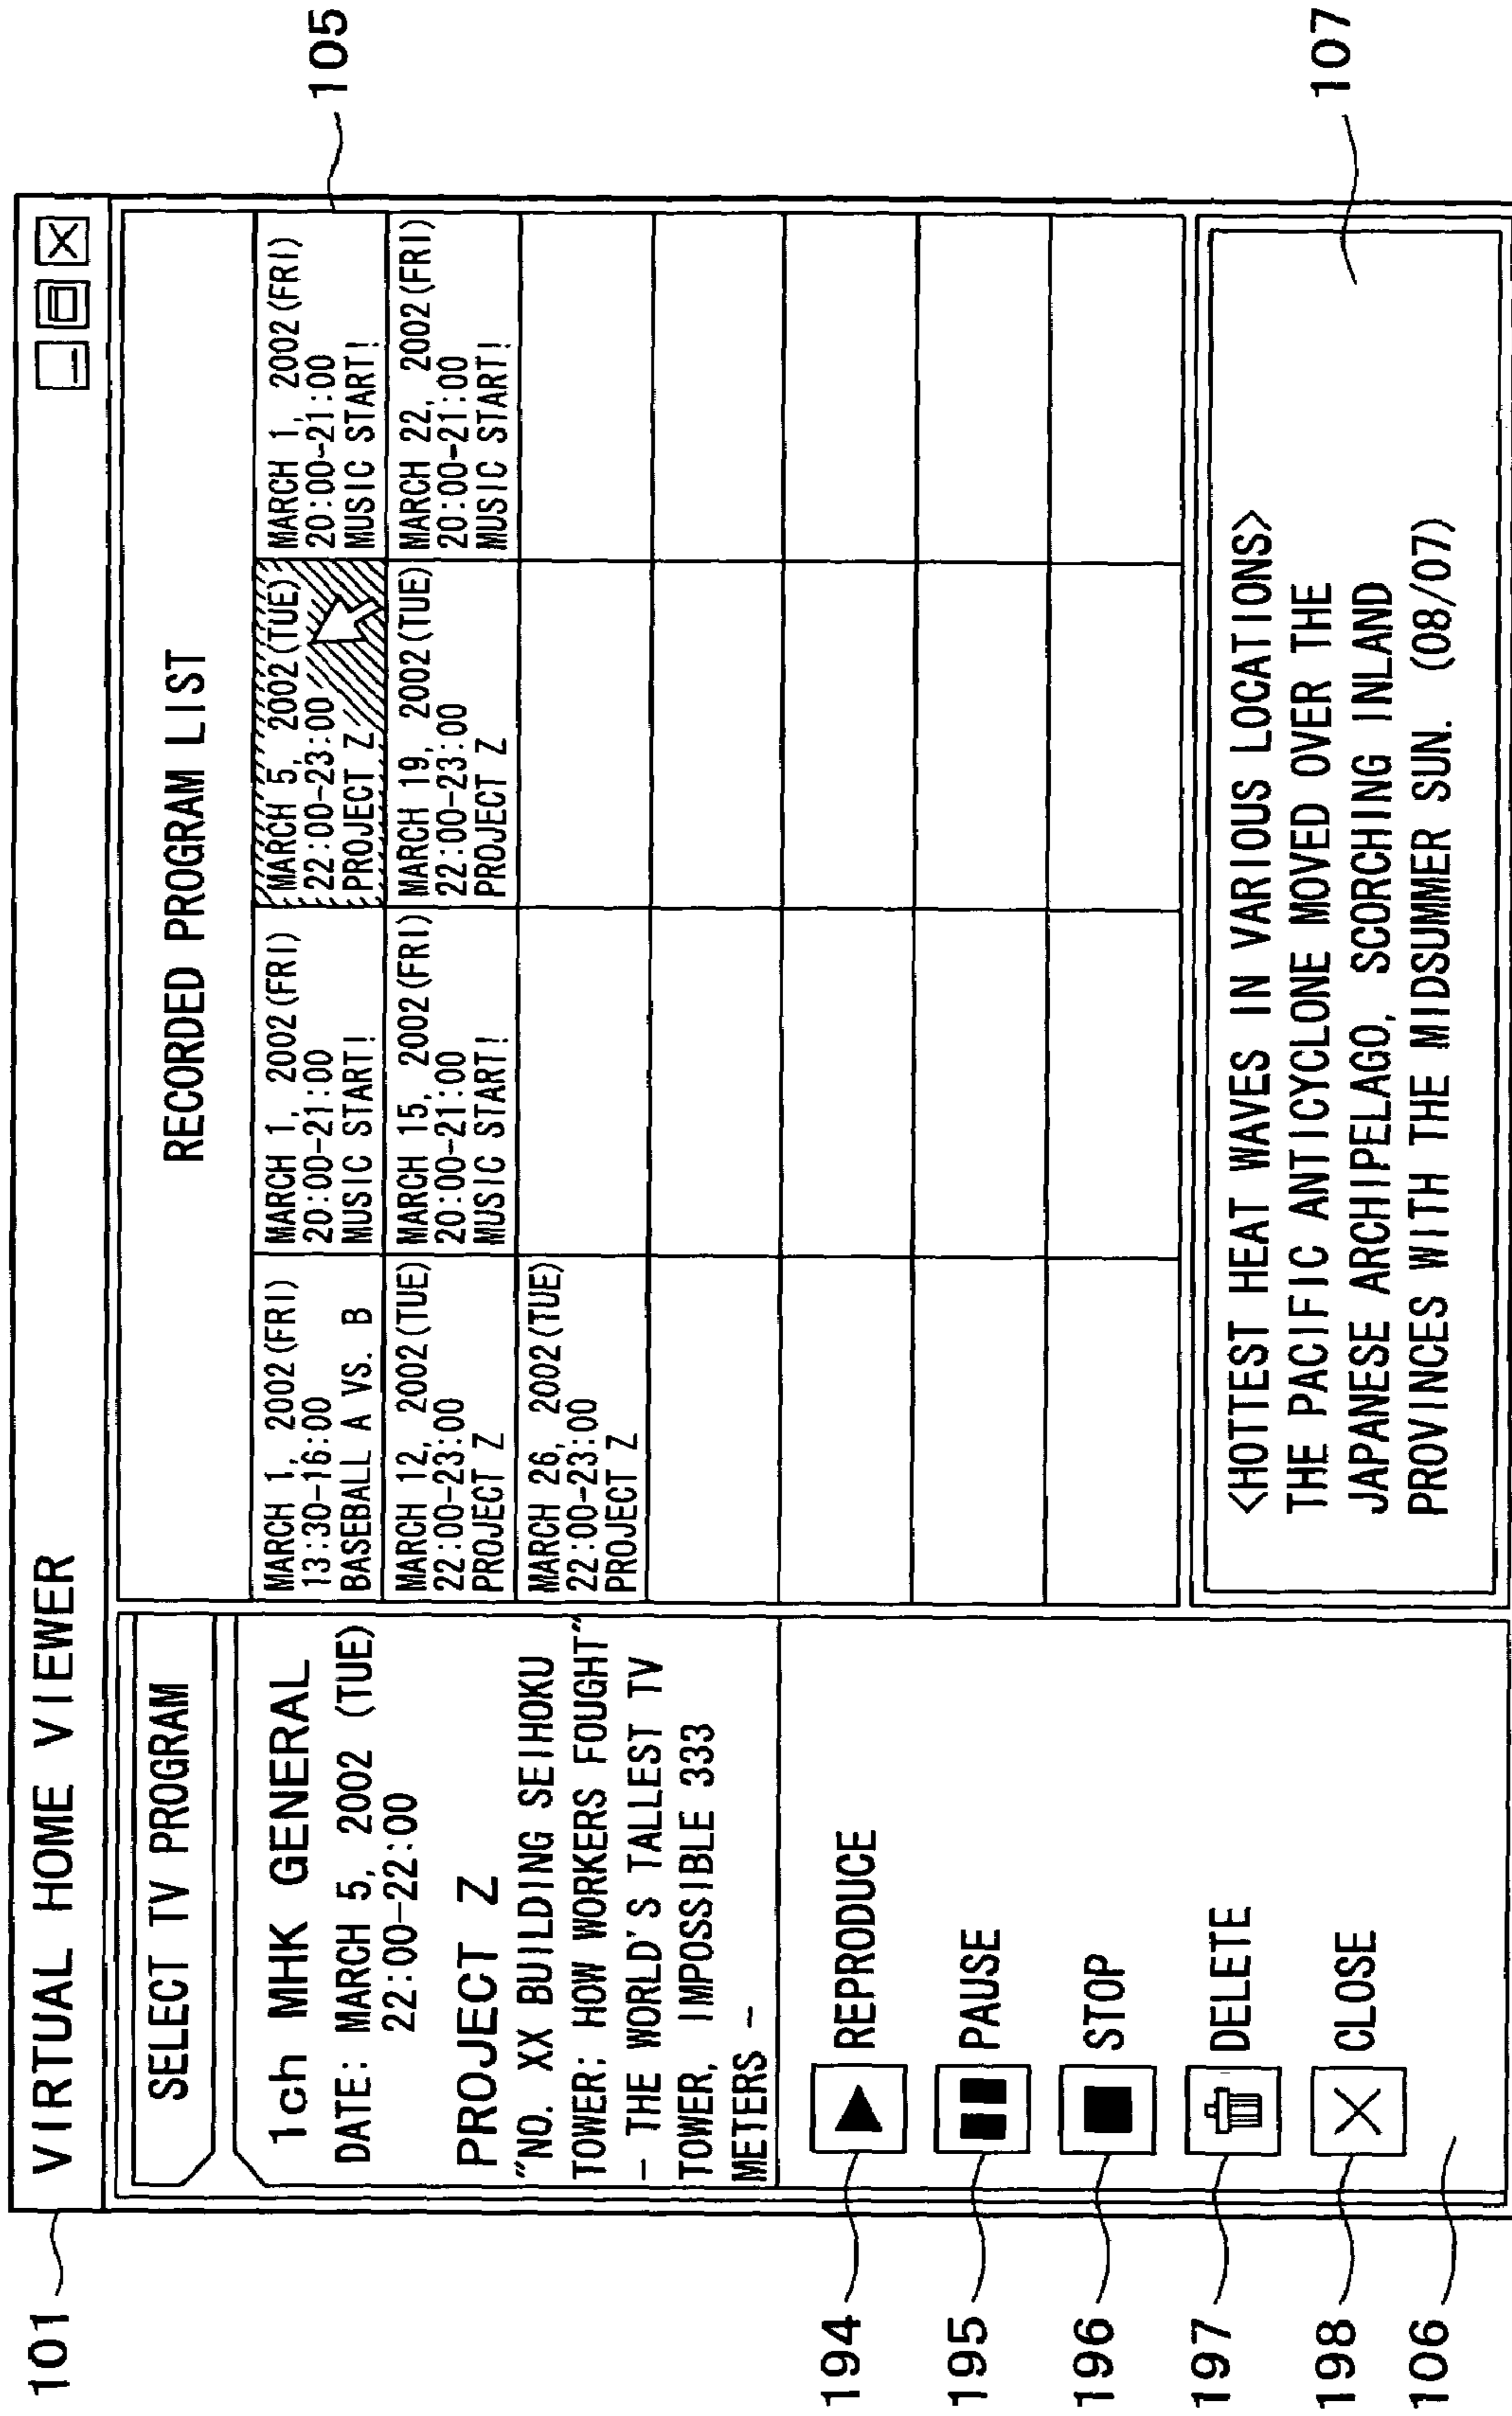 101
VIRTUAL HOME VIEWER
SELECT TV PROGRAM
1ch MHK GENERAL
DATE: MARCH 5, 2002 (TUE)
22:00-22:00
PROJECT Z
"NO. XX BUILDING SEIHOKU
TOWER: HOW WORKERS FOUGHT"
- THE WORLD'S TALLEST TV
TOWER, IMPOSSIBLE 333
METERS -
194
REPRODUCE
195
PAUSE
196
STOP
197
DELETE
198
CLOSE
106
RECORDED PROGRAM LIST
105
MARCH 1, 2002(FRI)
13:30-16:00
BASEBALL A VS. B
MARCH 1, 2002(FRI)
20:00-21:00
MUSIC START!
MARCH 5, 2002(TUE)
22:00-23:00
PROJECT Z
MARCH 1, 2002(FRI)
20:00-21:00
MUSIC START!
MARCH 12, 2002(TUE)
22:00-23:00
PROJECT Z
MARCH 15, 2002(FRI)
20:00-21:00
MUSIC START!
MARCH 19, 2002(TUE)
22:00-23:00
PROJECT Z
MARCH 22, 2002(FRI)
20:00-21:00
MUSIC START!
MARCH 26, 2002(TUE)
22:00-23:00
PROJECT Z
<HOTTEST HEAT WAVES IN VARIOUS LOCATIONS>
THE PACIFIC ANTICYCLONE MOVED OVER THE
JAPANESE ARCHIPELAGO, SCORCHING INLAND
PROVINCES WITH THE MIDSUMMER SUN. (08/07)
107